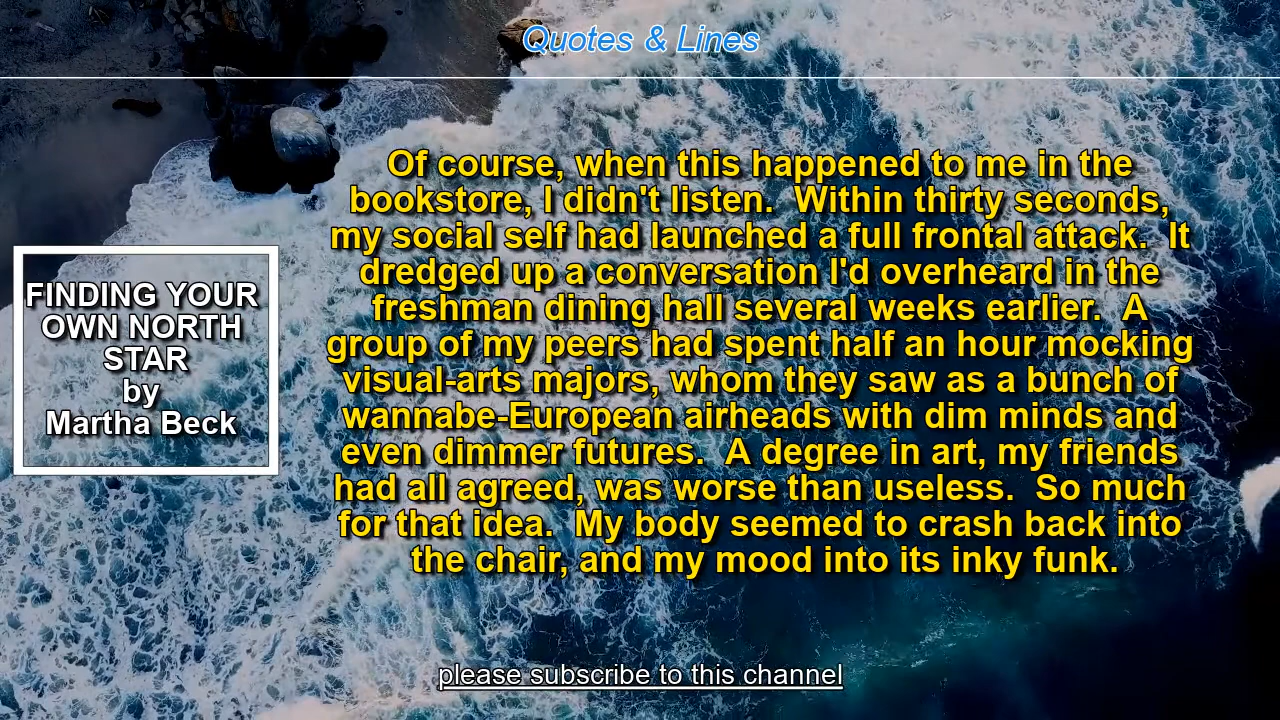 Quotes & Lines
FINDING YOUR
OWN NORTH
STAR
by
Martha Beck
Of course, when this happened to me in the
bookstore, I didn't listen.  Within thirty seconds,
my social self had launched a full frontal attack.  It
dredged up a conversation I'd overheard in the
freshman dining hall several weeks earlier.  A
group of my peers had spent half an hour mocking
visual-arts majors, whom they saw as a bunch of
wannabe-European airheads with dim minds and
even dimmer futures.  A degree in art, my friends
had all agreed, was worse than useless.  So much
for that idea.  My body seemed to crash back into
the chair, and my mood into its inky funk.
please subscribe to this channel